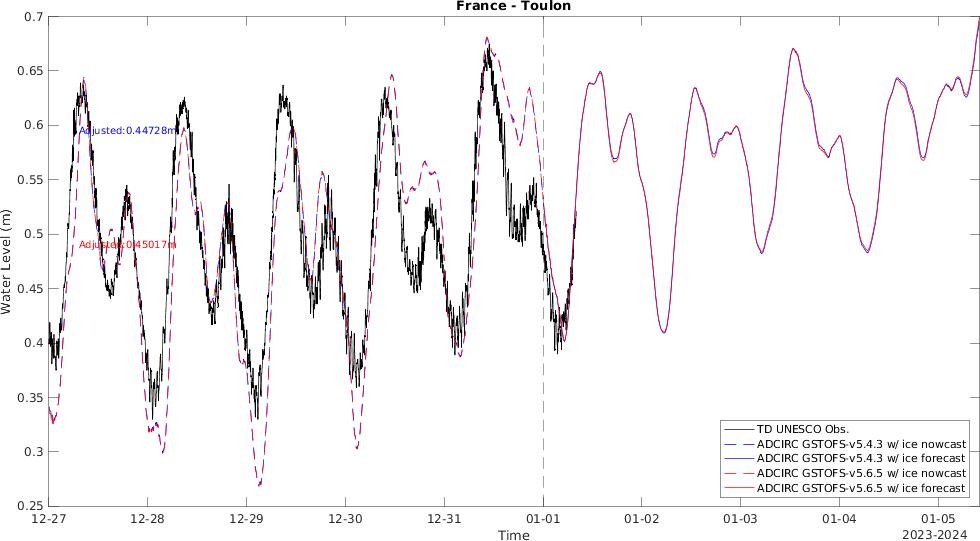 France - Toulon
0.7
0.65
0.6
0.55
0.5
0.45
0.4
0.35
0.3
0.25
Water Level (m)
Adjusted:0.44728m
Adjusted:0.45017m
TD UNESCO Obs.
ADCIRC GSTOFS-v5.4.3 w/ ice nowcast
ADCIRC GSTOFS-v5.4.3 w/ ice forecast
ADCIRC GSTOFS-v5.6.5 w/ ice nowcast
ADCIRC GSTOFS-v5.6.5 w/ ice forecast
12-27 12-28 12-29 12-30 12-31 01-01 01-02 01-03 01-04 01-05
Time
2023-2024